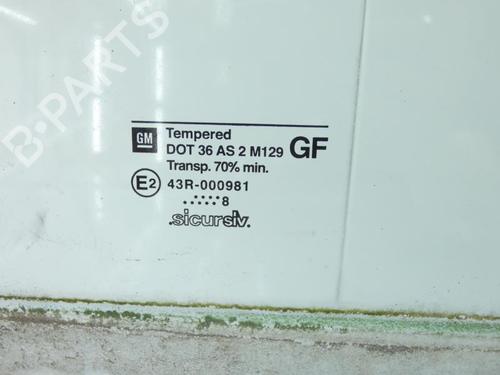 B-PARTS
GM Tempered
DOT 36 AS 2 M129 GF
Transp. 70% min.
E2 43R-000981
.....8
.sicursiv.